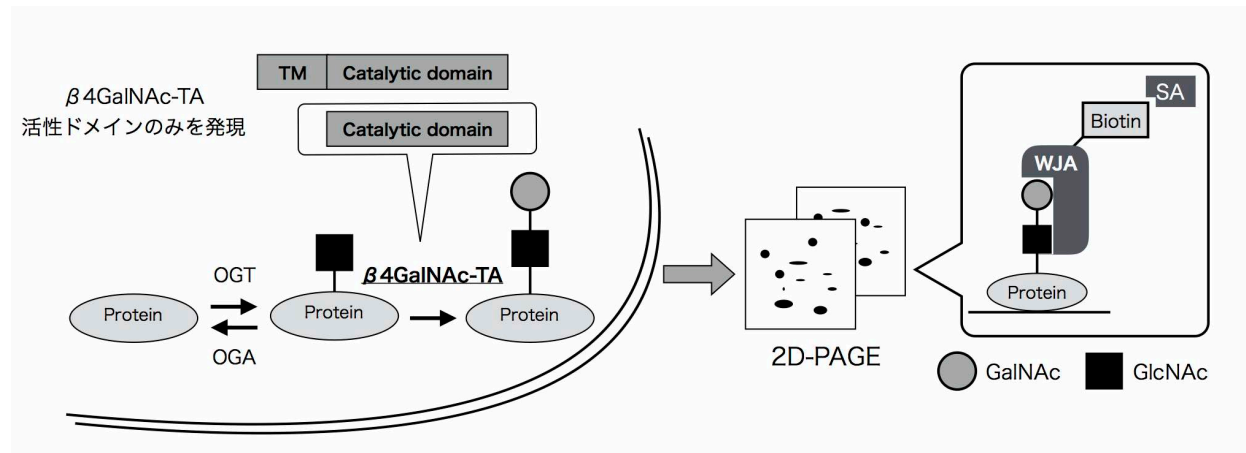 TM
Catalytic domain
β4GalNAc-TA
活性ドメインのみを発現
Catalytic domain
OGT
β4GalNAc-TA
Protein
Protein
Protein
OGA
2D-PAGE
SA
Biotin
WJA
Protein
GalNAc
GlcNAc